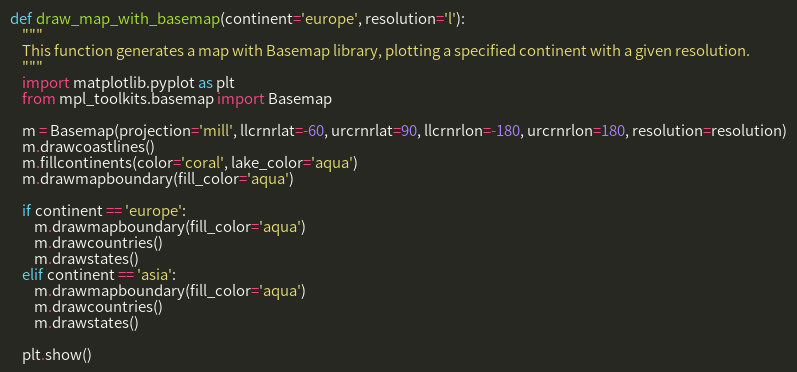 def draw_map_with_basemap(continent='europe', resolution='l'):
    """
    This function generates a map with Basemap library, plotting a specified continent with a given resolution.
    """
    import matplotlib.pyplot as plt
    from mpl_toolkits.basemap import Basemap

    m = Basemap(projection='mill', llcrnrlat=-60, urcrnrlat=90, llcrnrlon=-180, urcrnrlon=180, resolution=resolution)
    m.drawcoastlines()
    m.fillcontinents(color='coral', lake_color='aqua')
    m.drawmapboundary(fill_color='aqua')

    if continent == 'europe':
        m.drawmapboundary(fill_color='aqua')
        m.drawcountries()
        m.drawstates()
    elif continent == 'asia':
        m.drawmapboundary(fill_color='aqua')
        m.drawcountries()
        m.drawstates()

    plt.show()